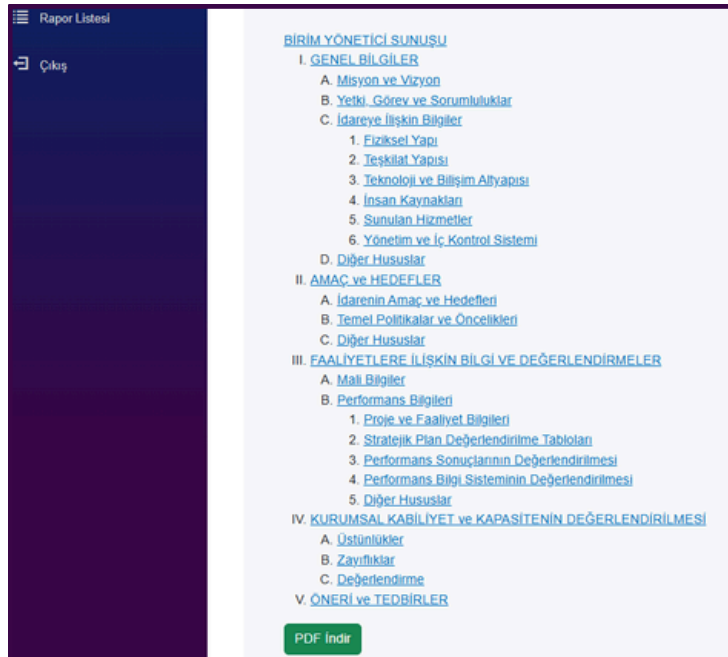 Rapor Listesi
Çıkış
BİRİM YÖNETİCİ SUNUŞU
I. GENEL BİLGİLER
A. Misyon ve Vizyon
B. Yetki, Görev ve Sorumluluklar
C. İdareye İlişkin Bilgiler
1. Fiziksel Yapı
2. Teşkilat Yapısı
3. Teknoloji ve Bilişim Altyapısı
4. İnsan Kaynakları
5. Sunulan Hizmetler
6. Yönetim ve İç Kontrol Sistemi
D. Diğer Hususlar
II. AMAÇ ve HEDEFLER
A. İdarenin Amaç ve Hedefleri
B. Temel Politikalar ve Öncelikleri
C. Diğer Hususlar
III. FAALİYETLERE İLİŞKİN BİLGİ VE DEĞERLENDİRMELER
A. Mali Bilgiler
B. Performans Bilgileri
1. Proje ve Faaliyet Bilgileri
2. Stratejik Plan Değerlendirilme Tabloları
3. Performans Sonuçlarının Değerlendirilmesi
4. Performans Bilgi Sisteminin Değerlendirilmesi
5. Diğer Hususlar
IV. KURUMSAL KABİLİYET ve KAPASİTENİN DEĞERLENDİRİLMESİ
A. Üstünlükler
B. Zayıflıklar
C. Değerlendirme
V. ÖNERİ ve TEDBİRLER
PDF İndir